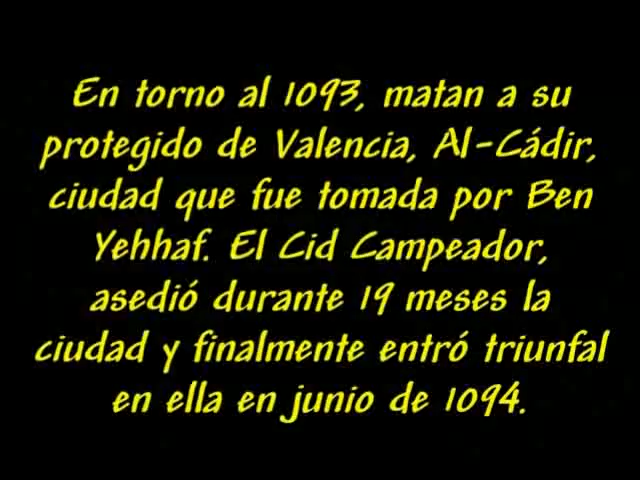 En torno al 1093, matan a su
protegido de Valencia, Al-Cádir,
ciudad que fue tomada por Ben
Yehhaf. El Cid Campeador,
asedió durante 19 meses la
ciudad y finalmente entró triunfal
en ella en junio de 1094.